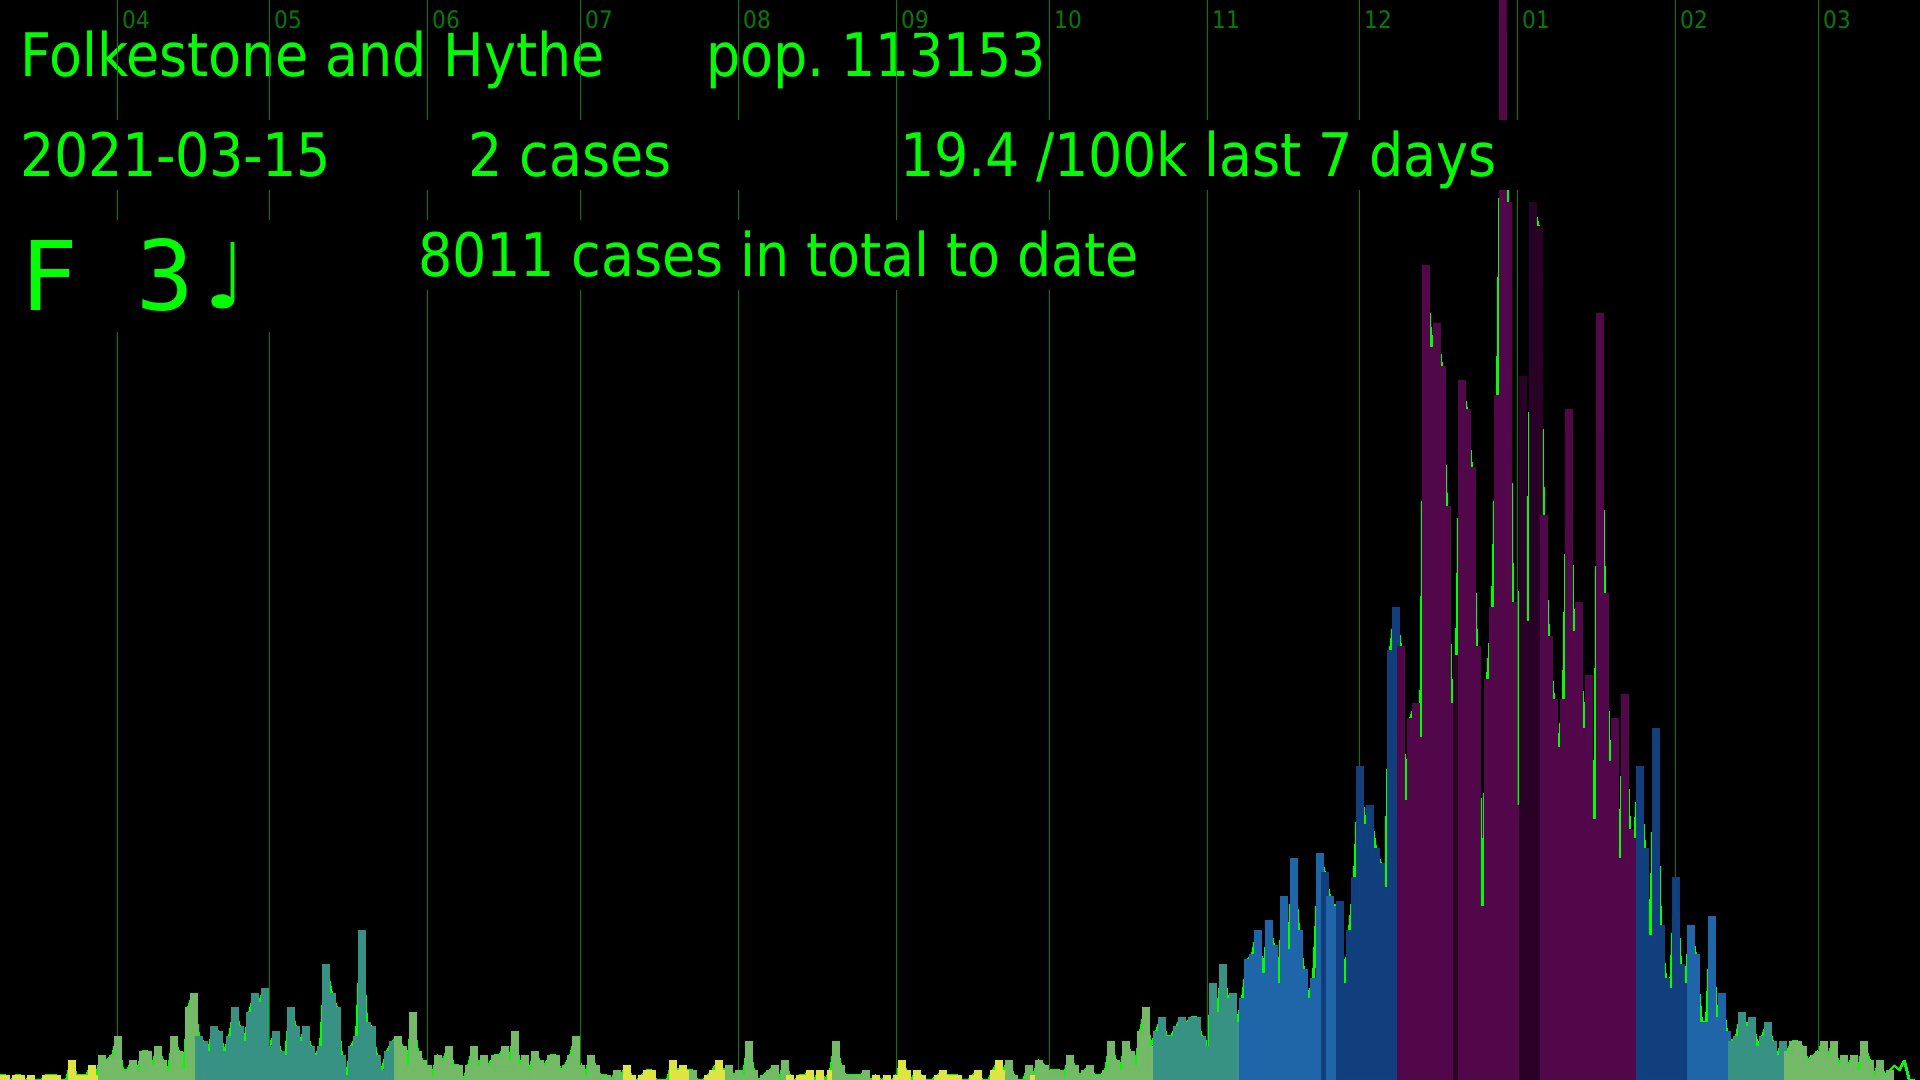 04 05 06 07 08 09 10 11 12 01 02 03
Folkestone and Hythe pop. 113153
2021-03-15 2 cases 19.4 /100k last 7 days
F 3♩ 8011 cases in total to date